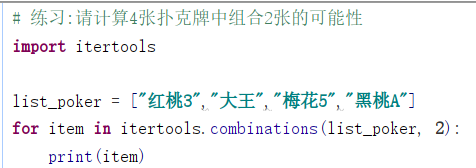 # 练习:请计算4张扑克牌中组合2张的可能性
import itertools
list_poker = ["红桃3","大王","梅花5","黑桃A"]
for item in itertools.combinations(list_poker, 2):
    print(item)